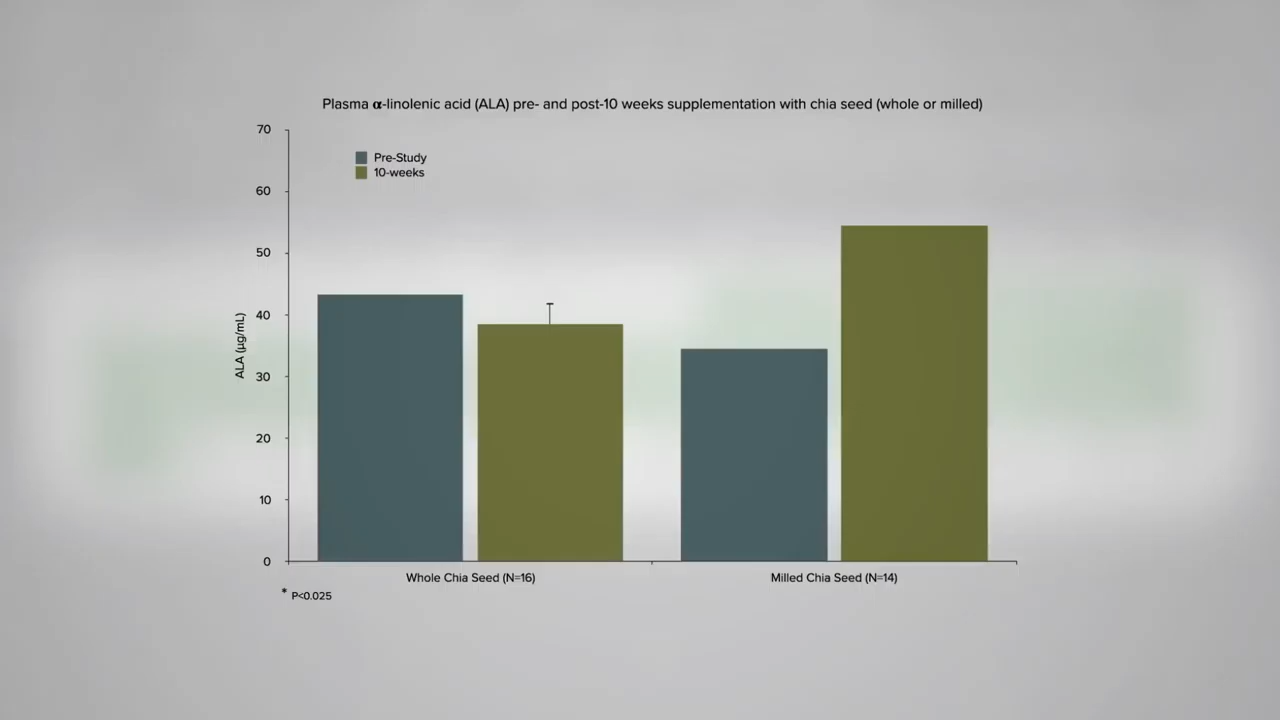 Plasma α-linolenic acid (ALA) pre- and post-10 weeks supplementation with chia seed (whole or milled)
70
Pre-Study
10-weeks
60
50
40
ALA (µg/mL)
30
20
10
0
Whole Chia Seed (N=16)
Milled Chia Seed (N=14)
* P<0.025